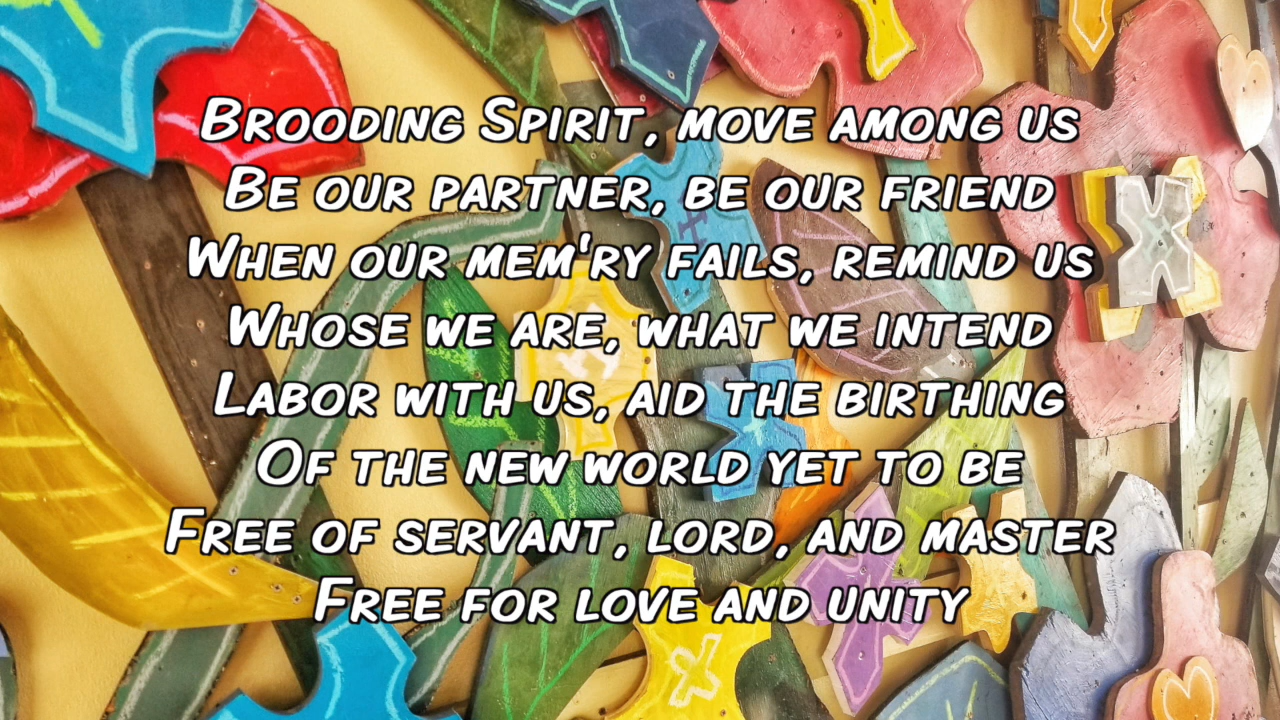 Brooding Spirit, move among us
Be our partner, be our friend
When our mem'ry fails, remind us
Whose we are, what we intend
Labor with us, aid the birthing
Of the new world yet to be
Free of servant, lord, and master
Free for love and unity